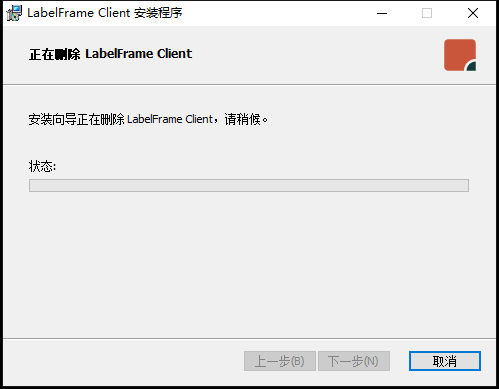 LabelFrame Client 安装程序
正在删除 LabelFrame Client
安装向导正在删除 LabelFrame Client，请稍候。
状态:
上一步(B) 下一步(N) 取消